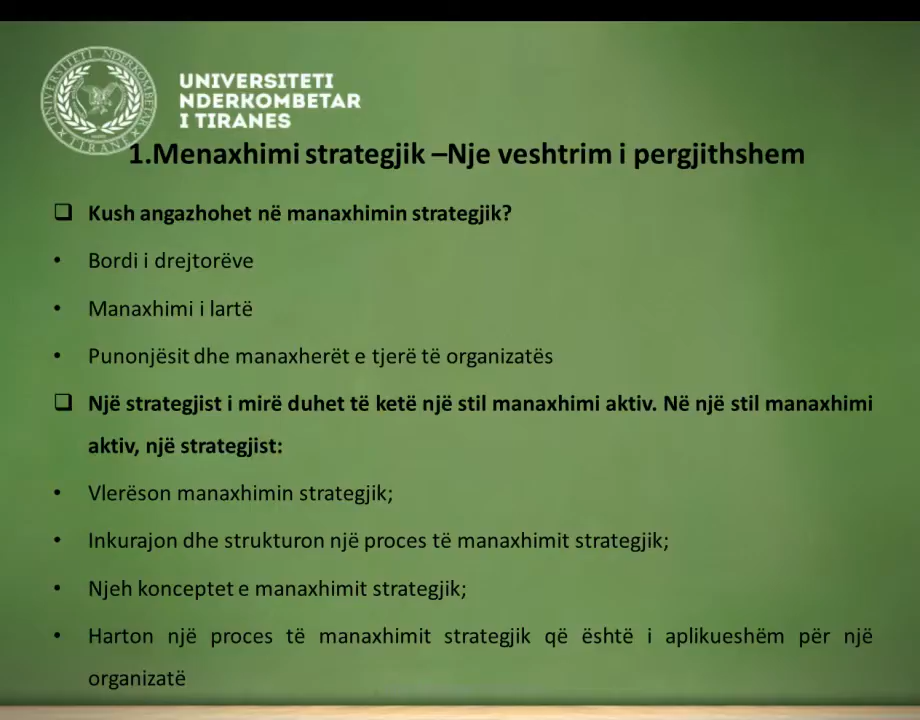 UNIVERSITETI
NDERKOMBETAR
I TIRANES
UNIVERSITETI NDERKOMBETAR
TIRANE
1.Menaxhimi strategjik –Nje veshtrim i pergjithshem
❑ Kush angazhohet në manaxhimin strategjik?
• Bordi i drejtorëve
• Manaxhimi i lartë
• Punonjësit dhe manaxherët e tjerë të organizatës
❑ Një strategjist i mirë duhet të ketë një stil manaxhimi aktiv. Në një stil manaxhimi
aktiv, një strategjist:
• Vlerëson manaxhimin strategjik;
• Inkurajon dhe strukturon një proces të manaxhimit strategjik;
• Njeh konceptet e manaxhimit strategjik;
• Harton një proces të manaxhimit strategjik që është i aplikueshëm për një
organizatë